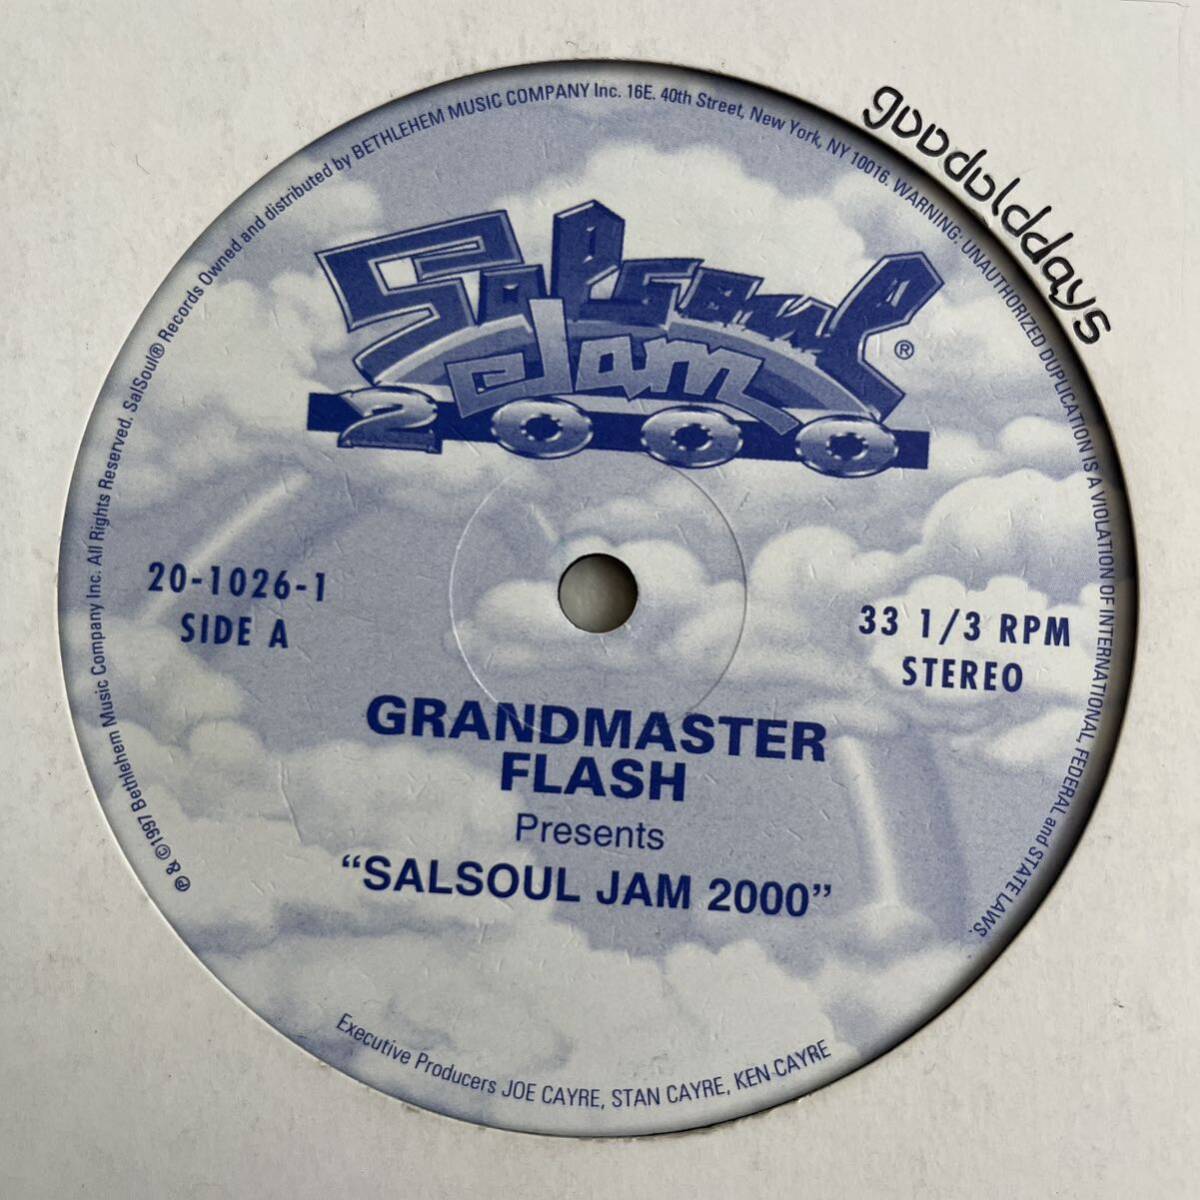 gooddolddays
SalSoul® Records Owned and distributed by BETHLEHEM MUSIC COMPANY Inc. 16E. 40th Street, New York, NY 10016. WARNING: UNAUTHORIZED DUPLICATION IS A VIOLATION OF INTERNATIONAL, FEDERAL and STATE LAWS.
℗ & ©1997 Bethlehem Music Company Inc. All Rights Reserved.
Salsoul ®
Jam
2000
20-1026-1
SIDE A
33 1/3 RPM
STEREO
GRANDMASTER
FLASH
Presents
“SALSOUL JAM 2000”
Executive Producers JOE CAYRE, STAN CAYRE, KEN CAYRE